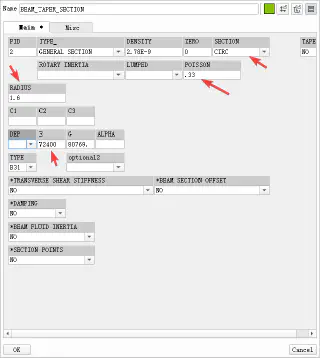 Name BEAM_TAPER_SECTION
Main Misc
PID TYPE_ DENSITY ZERO SECTION TAPE
2 GENERAL SECTION 2.78E-9 0 CIRC NO
ROTARY INERTIA LUMPED POISSON
.33
RADIUS
1.6
C1 C2 C3
DEP E G ALPHA
72400 80769.
TYPE optional2
B31
*TRANSVERSE SHEAR STIFFNESS *BEAM SECTION OFFSET
NO NO
*DAMPING
NO
*BEAM FLUID INERTIA
NO
*SECTION POINTS
NO
OK Cancel